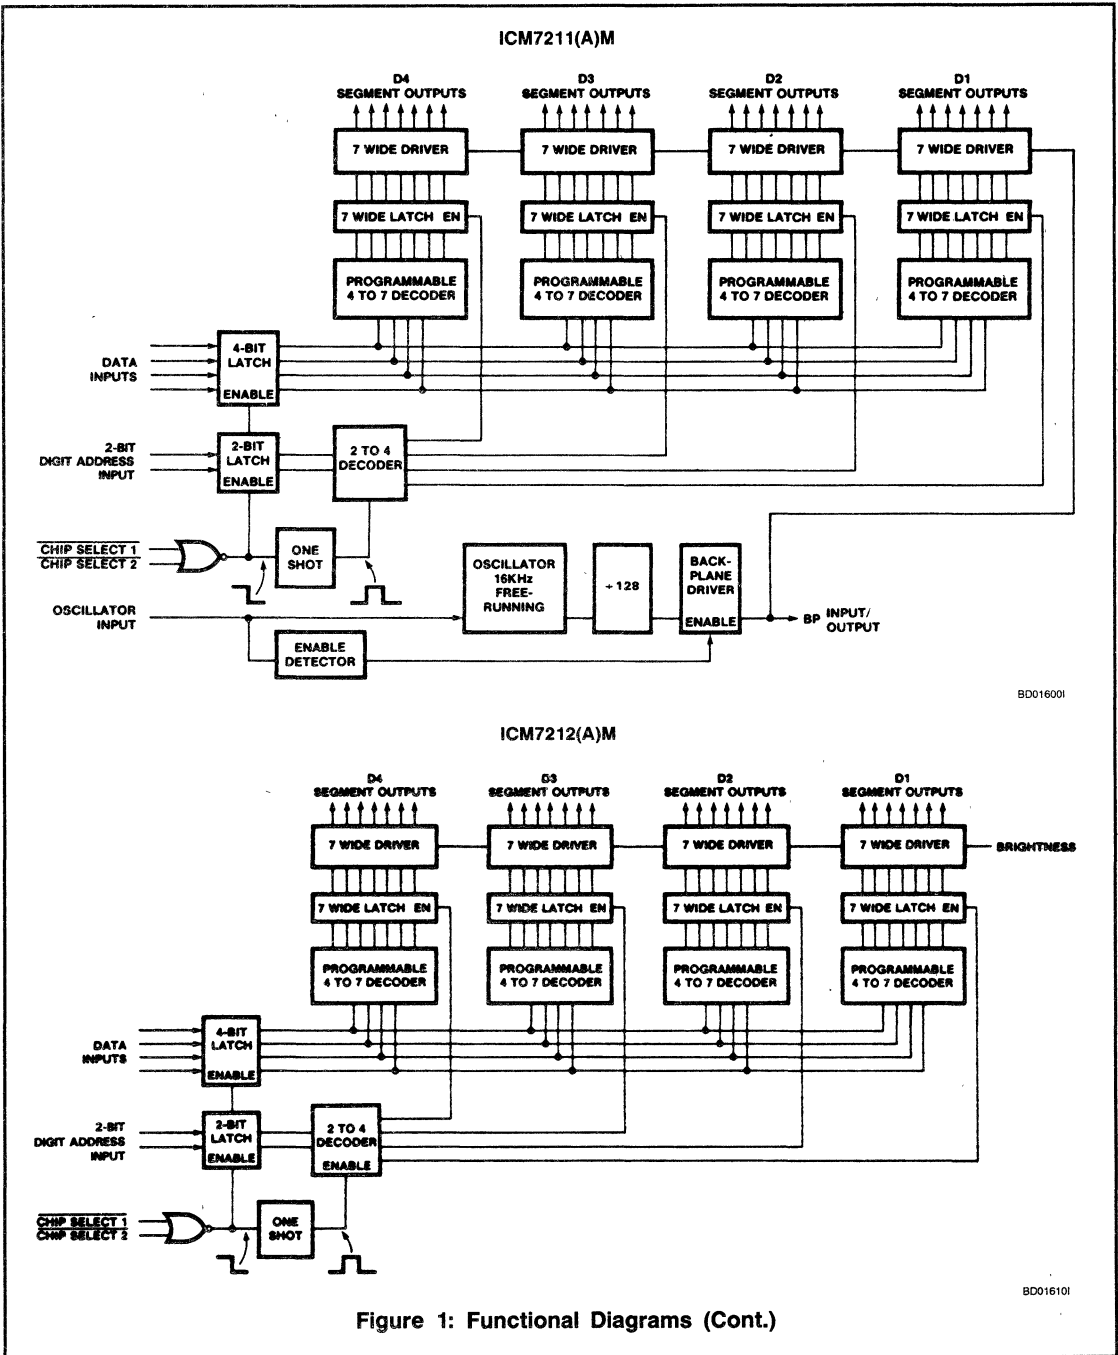 ICM7211(A)M
D4
SEGMENT OUTPUTS
D3
SEGMENT OUTPUTS
D2
SEGMENT OUTPUTS
D1
SEGMENT OUTPUTS
7 WIDE DRIVER
7 WIDE DRIVER
7 WIDE DRIVER
7 WIDE DRIVER
7 WIDE LATCH EN
7 WIDE LATCH EN
7 WIDE LATCH EN
7 WIDE LATCH EN
PROGRAMMABLE
4 TO 7 DECODER
PROGRAMMABLE
4 TO 7 DECODER
PROGRAMMABLE
4 TO 7 DECODER
PROGRAMMABLE
4 TO 7 DECODER
DATA
INPUTS
4-BIT
LATCH
ENABLE
2-BIT
DIGIT ADDRESS
INPUT
2-BIT
LATCH
ENABLE
2 TO 4
DECODER
CHIP SELECT 1
CHIP SELECT 2
ONE
SHOT
OSCILLATOR
INPUT
OSCILLATOR
16KHz
FREE-
RUNNING
÷128
BACK-
PLANE
DRIVER
ENABLE
BP INPUT/
OUTPUT
ENABLE
DETECTOR
BD01600I
ICM7212(A)M
D4
SEGMENT OUTPUTS
D3
SEGMENT OUTPUTS
D2
SEGMENT OUTPUTS
D1
SEGMENT OUTPUTS
7 WIDE DRIVER
7 WIDE DRIVER
7 WIDE DRIVER
7 WIDE DRIVER
BRIGHTNESS
7 WIDE LATCH EN
7 WIDE LATCH EN
7 WIDE LATCH EN
7 WIDE LATCH EN
PROGRAMMABLE
4 TO 7 DECODER
PROGRAMMABLE
4 TO 7 DECODER
PROGRAMMABLE
4 TO 7 DECODER
PROGRAMMABLE
4 TO 7 DECODER
DATA
INPUTS
4-BIT
LATCH
ENABLE
2-BIT
DIGIT ADDRESS
INPUT
2-BIT
LATCH
ENABLE
2 TO 4
DECODER
ENABLE
CHIP SELECT 1
CHIP SELECT 2
ONE
SHOT
BD01610I
Figure 1: Functional Diagrams (Cont.)